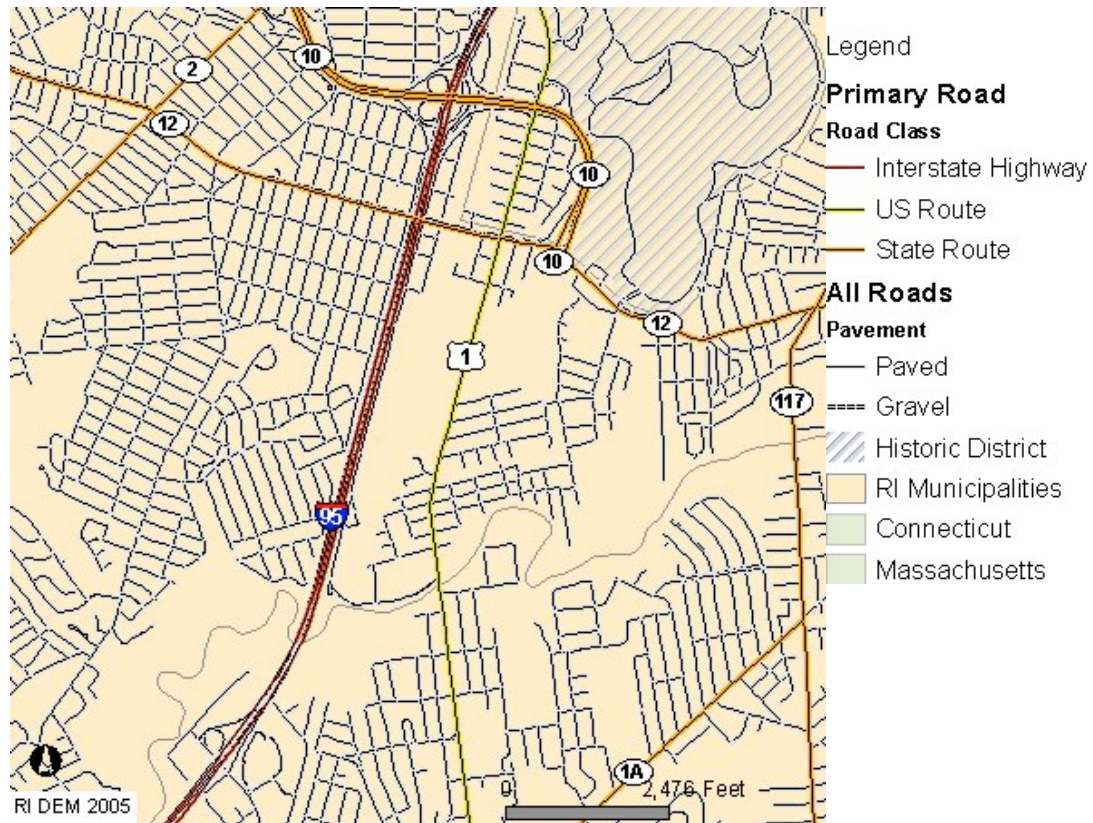 10
2
12
10
10
12
1
117
95
1A
0
2,476 Feet
RI DEM 2005
Legend
Primary Road
Road Class
Interstate Highway
US Route
State Route
All Roads
Pavement
Paved
Gravel
Historic District
RI Municipalities
Connecticut
Massachusetts